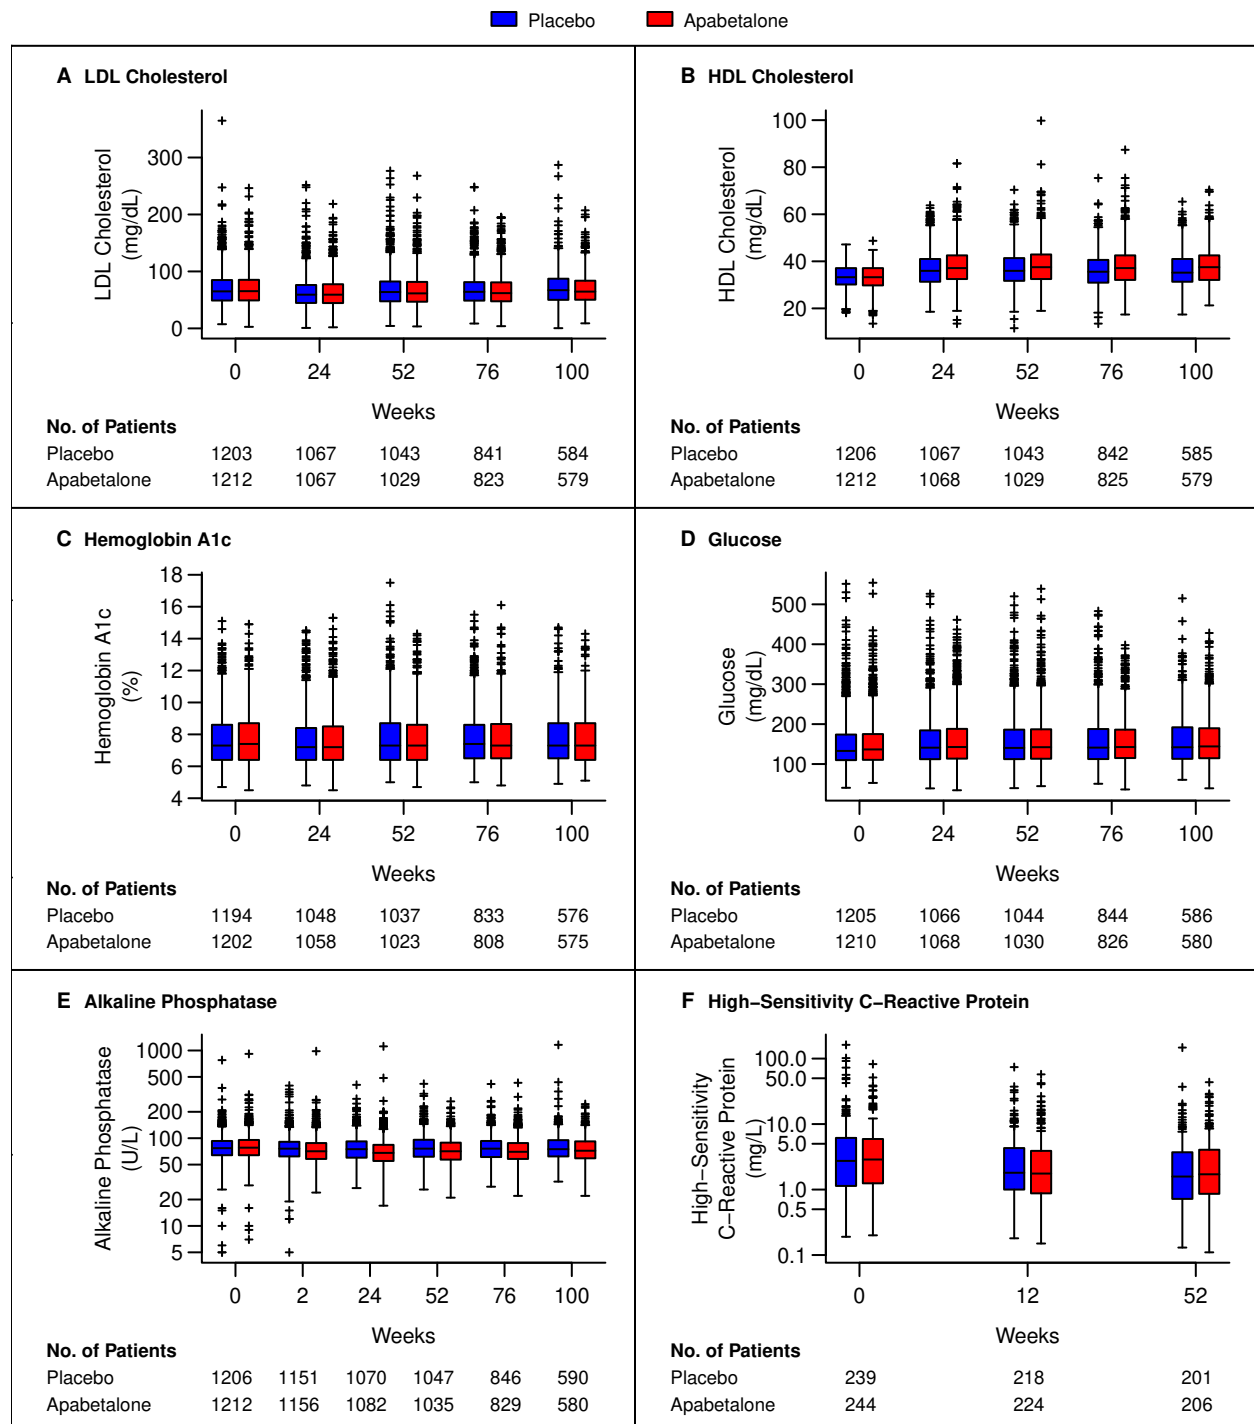 Placebo Apabetalone
A LDL Cholesterol
LDL Cholesterol
(mg/dL)
300
200
100
0
0 24 52 76 100
Weeks
No. of Patients
Placebo 1203 1067 1043 841 584
Apabetalone 1212 1067 1029 823 579
B HDL Cholesterol
HDL Cholesterol
(mg/dL)
100
80
60
40
20
0 24 52 76 100
Weeks
No. of Patients
Placebo 1206 1067 1043 842 585
Apabetalone 1212 1068 1029 825 579
C Hemoglobin A1c
Hemoglobin A1c
(%)
18
16
14
12
10
8
6
4
0 24 52 76 100
Weeks
No. of Patients
Placebo 1194 1048 1037 833 576
Apabetalone 1202 1058 1023 808 575
D Glucose
Glucose
(mg/dL)
500
400
300
200
100
0 24 52 76 100
Weeks
No. of Patients
Placebo 1205 1066 1044 844 586
Apabetalone 1210 1068 1030 826 580
E Alkaline Phosphatase
Alkaline Phosphatase
(U/L)
1000
500
200
100
50
20
10
5
0 2 24 52 76 100
Weeks
No. of Patients
Placebo 1206 1151 1070 1047 846 590
Apabetalone 1212 1156 1082 1035 829 580
F High−Sensitivity C−Reactive Protein
High−Sensitivity
C−Reactive Protein
(mg/L)
100.0
50.0
10.0
5.0
1.0
0.5
0.1
0 12 52
Weeks
No. of Patients
Placebo 239 218 201
Apabetalone 244 224 206